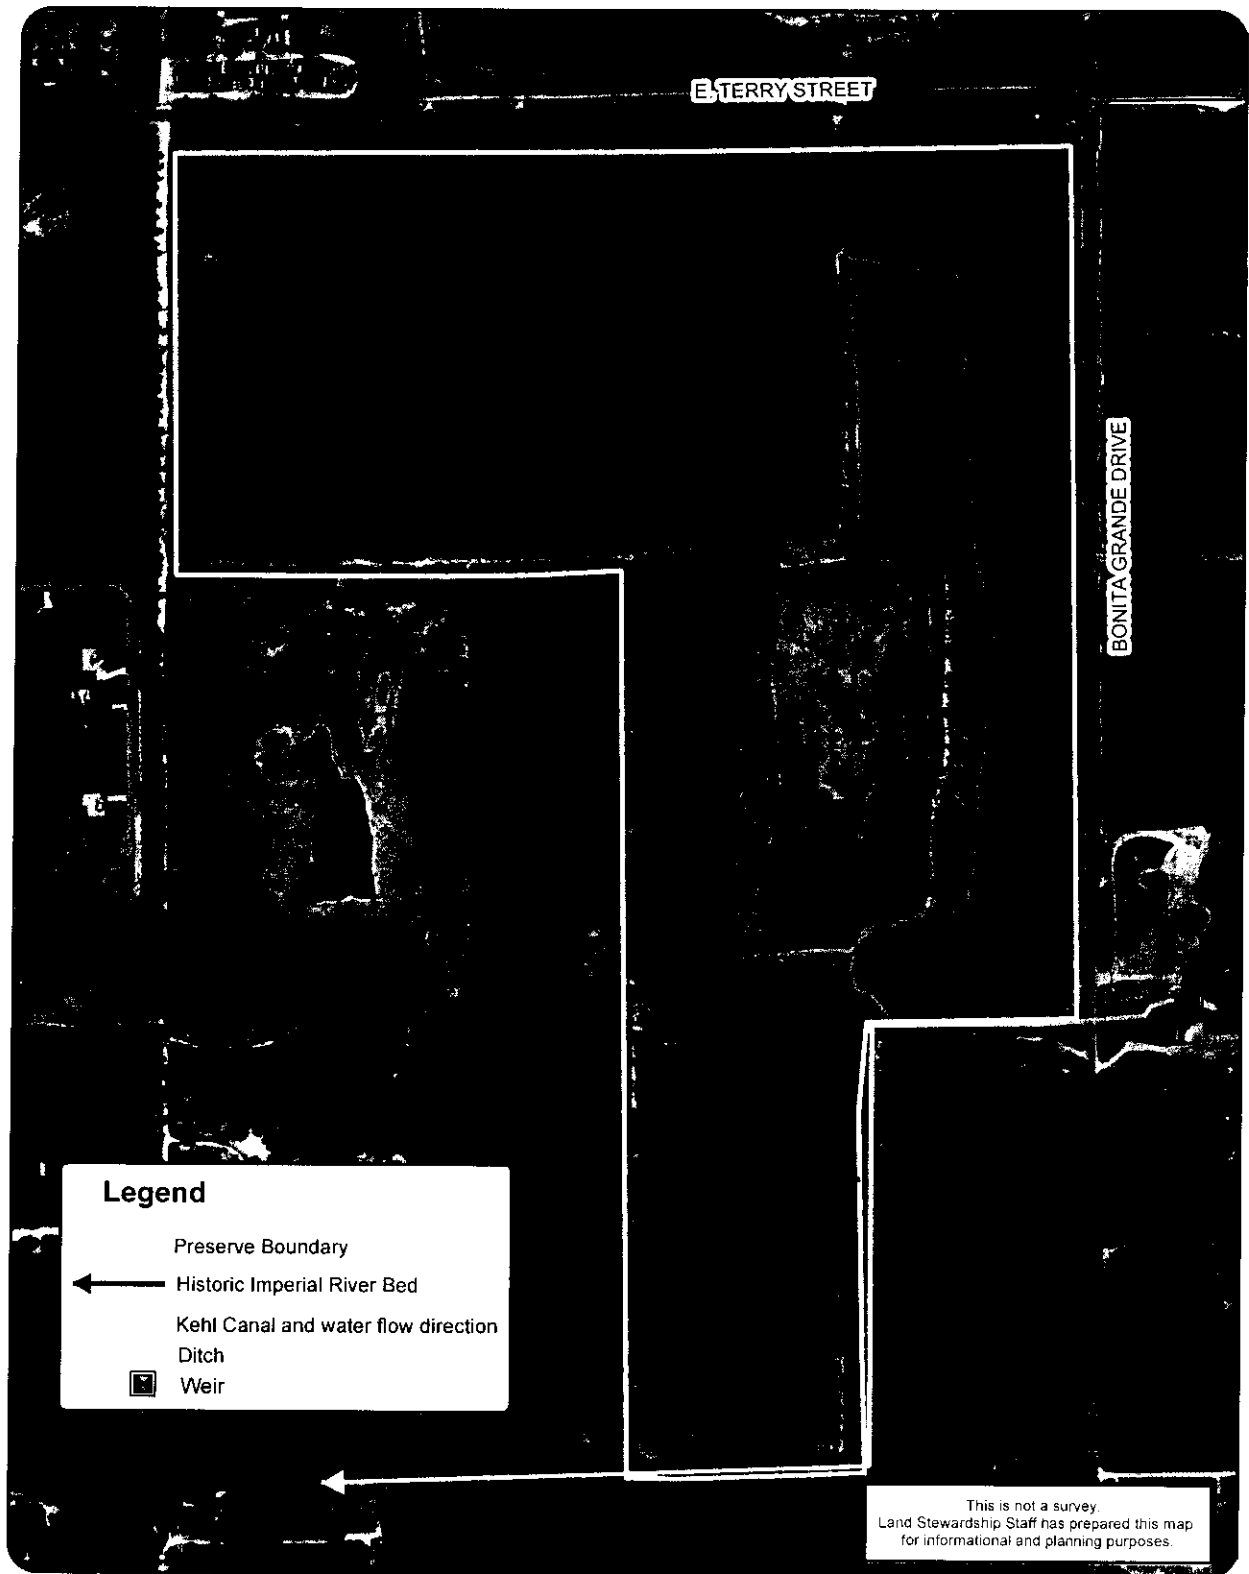 E. TERRY STREET
BONITA GRANDE DRIVE
Legend
Preserve Boundary
Historic Imperial River Bed
Kehl Canal and water flow direction
Ditch
Weir
This is not a survey.
Land Stewardship Staff has prepared this map
for informational and planning purposes.